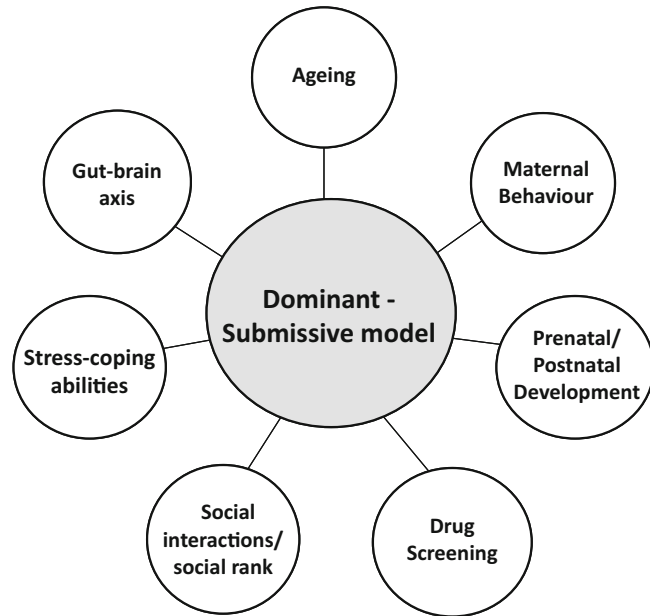 Ageing
Maternal
Behaviour
Prenatal/
Postnatal
Development
Drug
Screening
Social
interactions/
social rank
Stress-coping
abilities
Gut-brain
axis
Dominant -
Submissive model